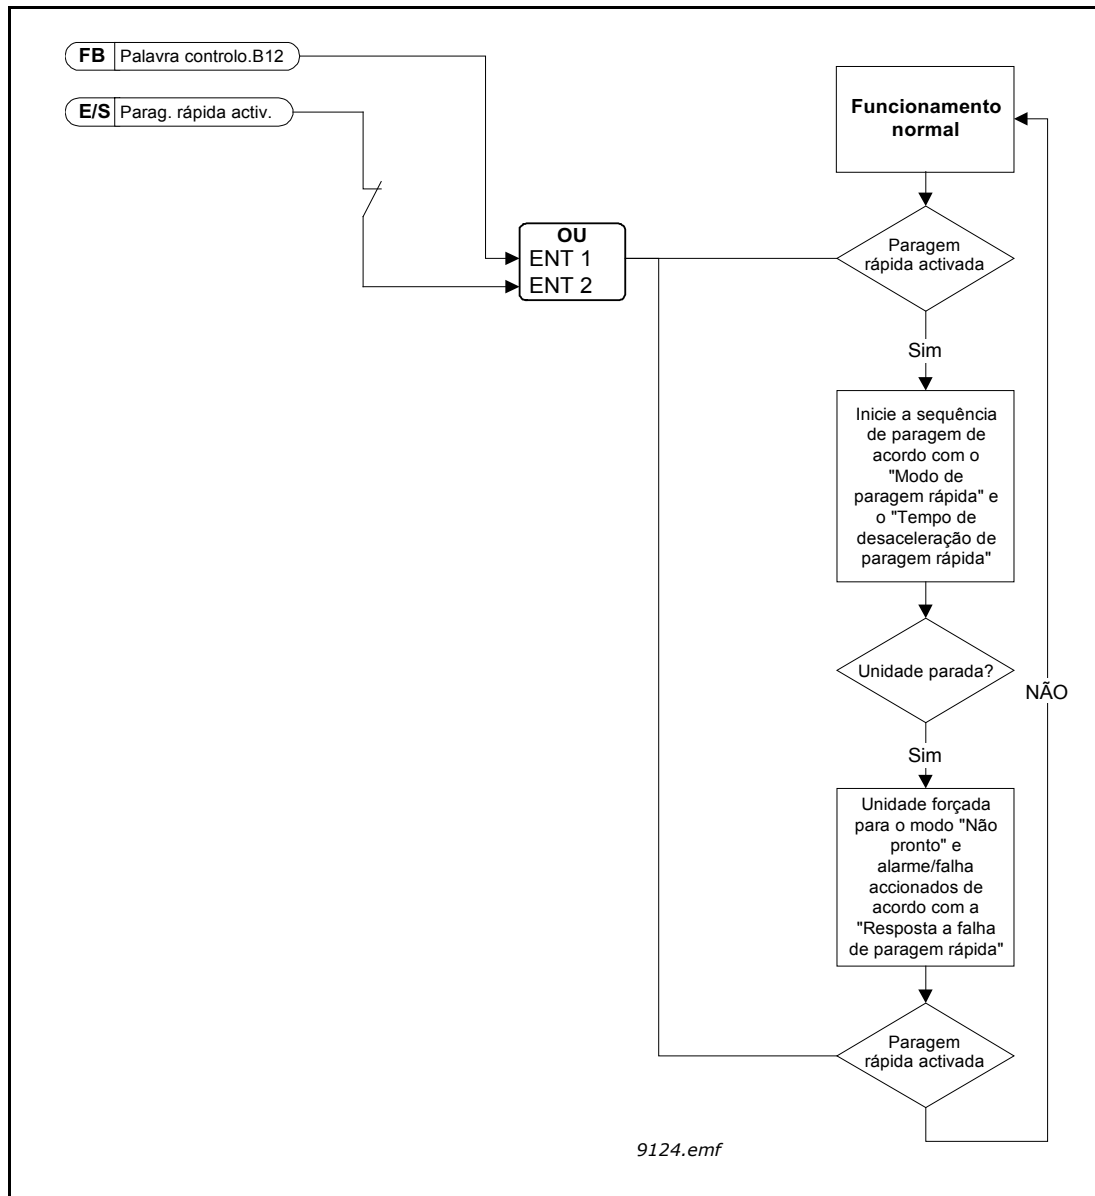 FB Palavra controlo.B12
E/S Parag. rápida activ.
OU
ENT 1
ENT 2
Funcionamento
normal
Paragem
rápida activada
Sim
Inicie a sequência
de paragem de
acordo com o
"Modo de
paragem rápida" e
o "Tempo de
desaceleração de
paragem rápida"
Unidade parada?
NÃO
Sim
Unidade forçada
para o modo "Não
pronto" e
alarme/falha
accionados de
acordo com a
"Resposta a falha
de paragem rápida"
Paragem
rápida activada
9124.emf